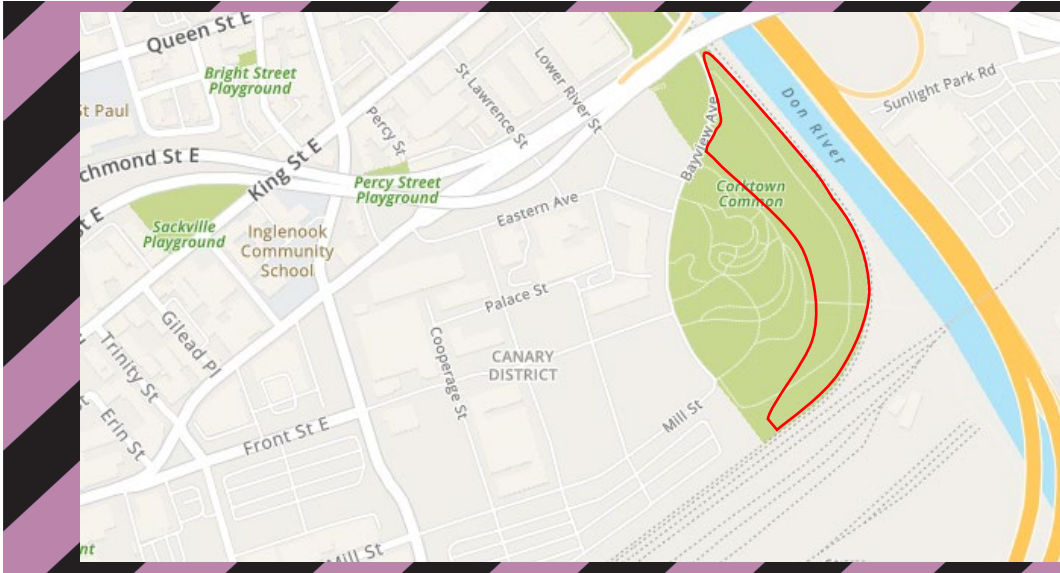 Queen St E
Bright Street
Playground
St Lawrence St
Lower River St
Don River
Sunlight Park Rd
St Paul
Percy St
Bayview Ave
chmond St E
King St E
Percy Street
Playground
Corktown
Common
St E
Sackville
Playground
Inglenook
Community
School
Eastern Ave
Palace St
Gilead Pl
Trinity St
Cooperage St
CANARY
DISTRICT
Erin St
Front St E
Mill St
Mill St